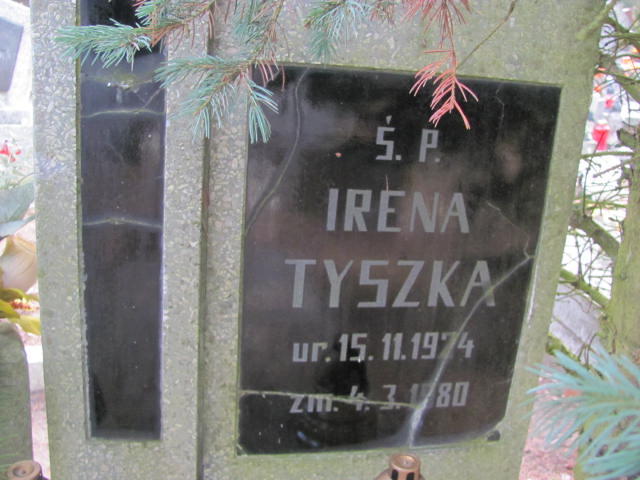 Ś. P.
IRENA
TYSZKA
ur. 15.11.1924
zm. 4.3.1980